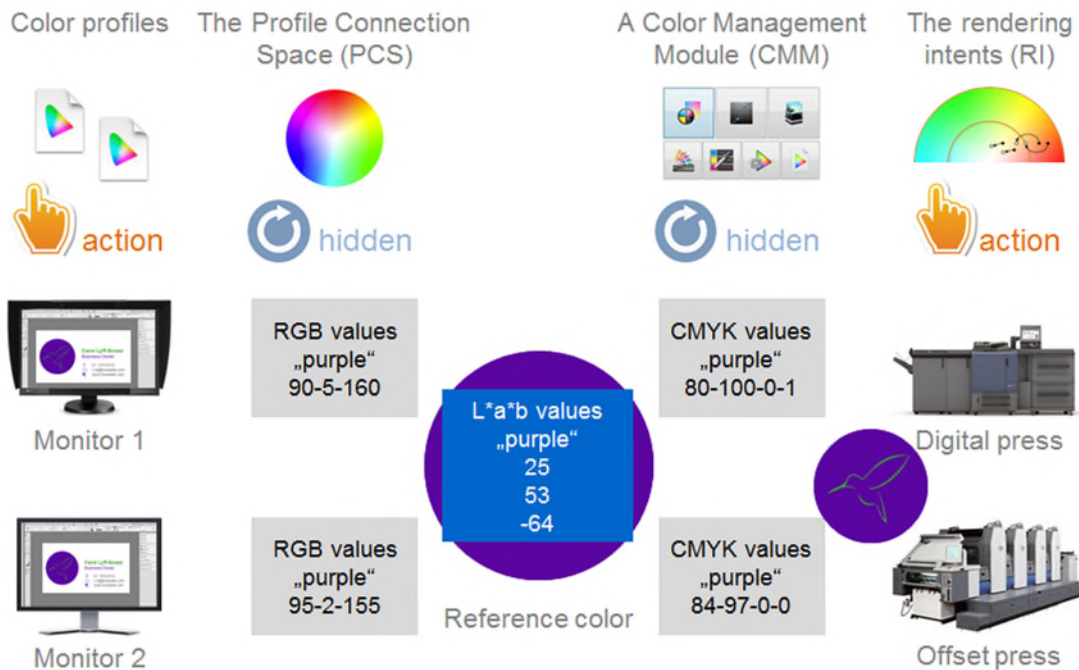 Color profiles
The Profile Connection
Space (PCS)
A Color Management
Module (CMM)
The rendering
intents (RI)
action
hidden
hidden
action
RGB values
„purple“
90-5-160
CMYK values
„purple“
80-100-0-1
L*a*b values
„purple“
25
53
-64
Monitor 1
Digital press
RGB values
„purple“
95-2-155
CMYK values
„purple“
84-97-0-0
Reference color
Monitor 2
Offset press